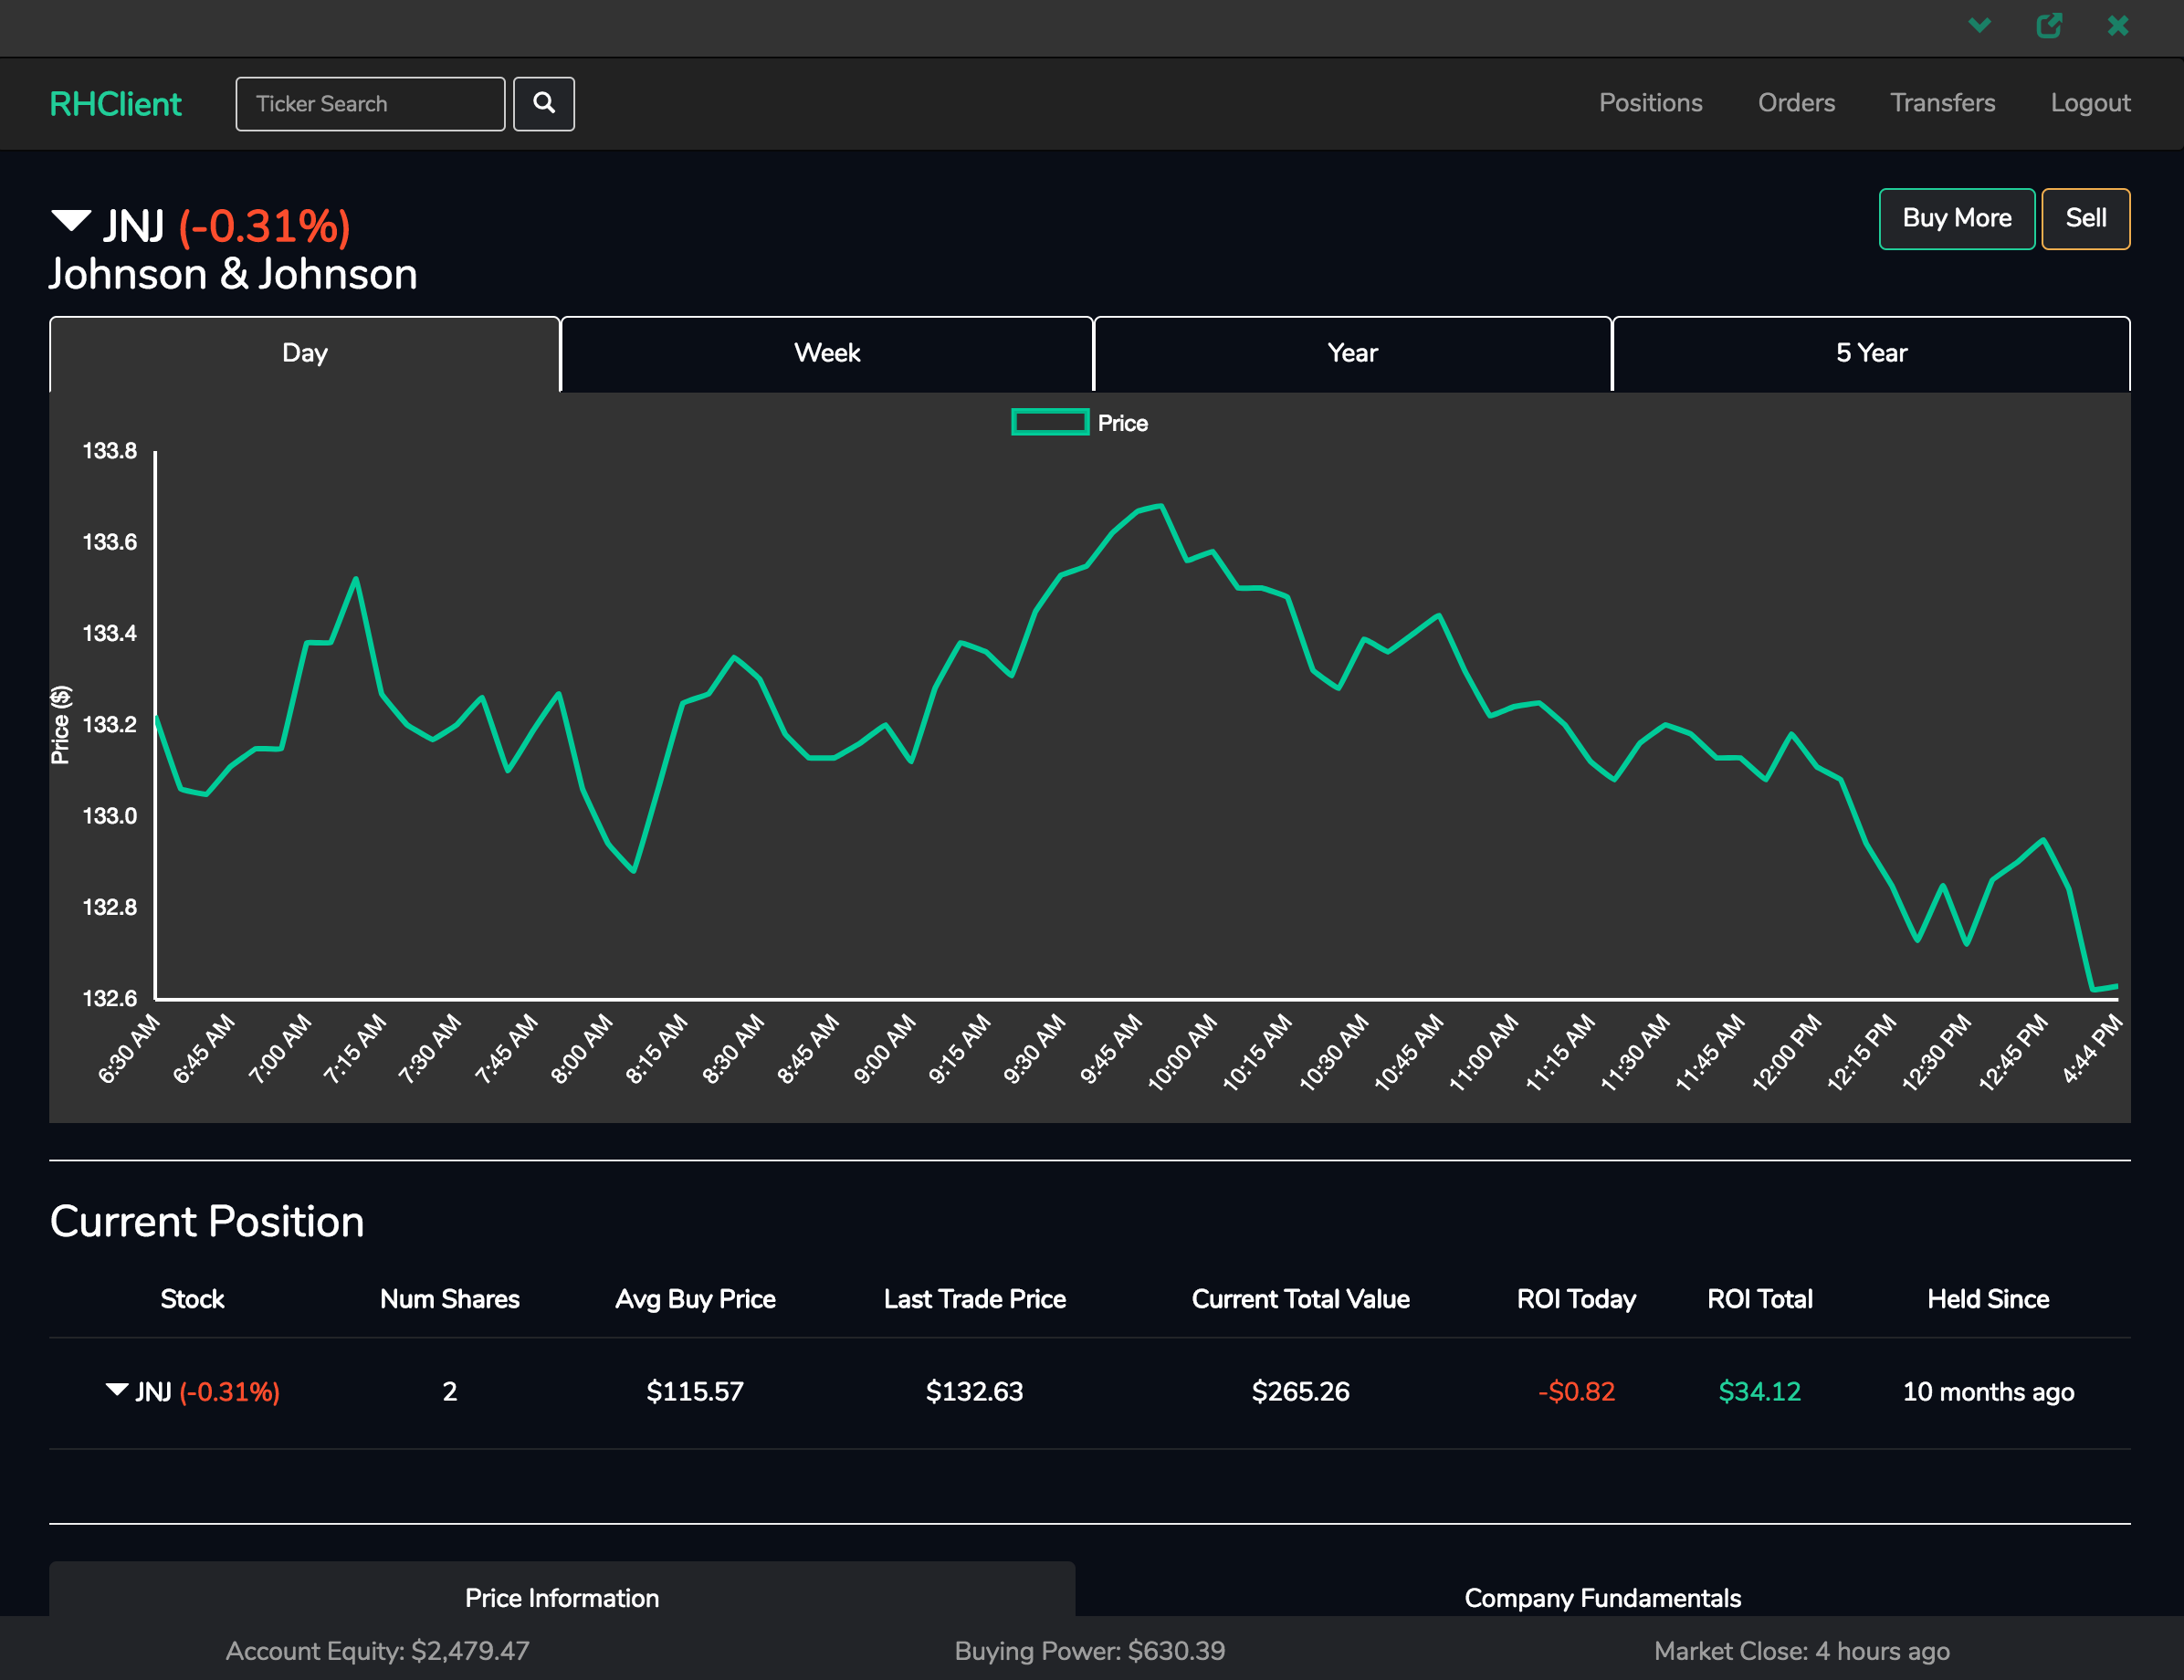 RHClient Ticker Search Positions Orders Transfers Logout
JNJ (-0.31%) Buy More Sell
Johnson & Johnson
Day Week Year 5 Year
Price
133.8
133.6
133.4
133.2
133.0
132.8
132.6
Price ($)
6:30 AM 6:45 AM 7:00 AM 7:15 AM 7:30 AM 7:45 AM 8:00 AM 8:15 AM 8:30 AM 8:45 AM 9:00 AM 9:15 AM 9:30 AM 9:45 AM 10:00 AM 10:15 AM 10:30 AM 10:45 AM 11:00 AM 11:15 AM 11:30 AM 11:45 AM 12:00 PM 12:15 PM 12:30 PM 12:45 PM 4:44 PM
Current Position
Stock Num Shares Avg Buy Price Last Trade Price Current Total Value ROI Today ROI Total Held Since
JNJ (-0.31%) 2 $115.57 $132.63 $265.26 -$0.82 $34.12 10 months ago
Price Information Company Fundamentals
Account Equity: $2,479.47 Buying Power: $630.39 Market Close: 4 hours ago